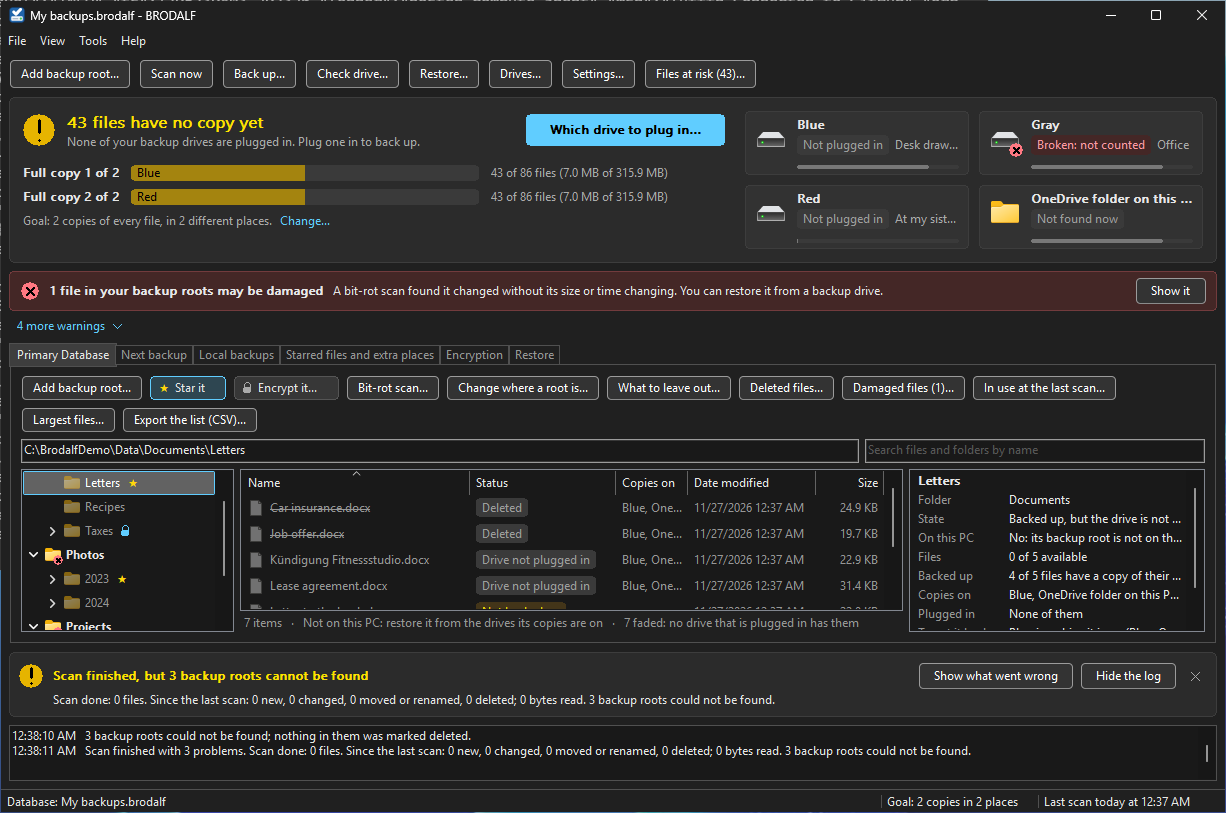 My backups.brodalf - BRODALF
File View Tools Help
Add backup root... Scan now Back up... Check drive... Restore... Drives... Settings... Files at risk (43)...
43 files have no copy yet
None of your backup drives are plugged in. Plug one in to back up.
Which drive to plug in...
Full copy 1 of 2 Blue 43 of 86 files (7.0 MB of 315.9 MB)
Full copy 2 of 2 Red 43 of 86 files (7.0 MB of 315.9 MB)
Goal: 2 copies of every file, in 2 different places. Change...
Blue
Not plugged in Desk draw...
Gray
Broken: not counted Office
Red
Not plugged in At my sist...
OneDrive folder on this ...
Not found now
1 file in your backup roots may be damaged A bit-rot scan found it changed without its size or time changing. You can restore it from a backup drive. Show it
4 more warnings
Primary Database Next backup Local backups Starred files and extra places Encryption Restore
Add backup root... Star it Encrypt it... Bit-rot scan... Change where a root is... What to leave out... Deleted files... Damaged files (1)... In use at the last scan...
Largest files... Export the list (CSV)...
C:\BrodalfDemo\Data\Documents\Letters Search files and folders by name
Letters
Recipes
Taxes
Photos
2023
2024
Projects
Name Status Copies on Date modified Size
Car insurance.docx Deleted Blue, One... 11/27/2026 12:37 AM 24.9 KB
Job offer.docx Deleted Blue, One... 11/27/2026 12:37 AM 19.7 KB
Kündigung Fitnessstudio.docx Drive not plugged in Blue, One... 11/27/2026 12:37 AM 22.9 KB
Lease agreement.docx Drive not plugged in Blue, One... 11/27/2026 12:37 AM 31.4 KB
7 items · Not on this PC: restore it from the drives its copies are on · 7 faded: no drive that is plugged in has them
Letters
Folder Documents
State Backed up, but the drive is not ...
On this PC No: its backup root is not on th...
Files 0 of 5 available
Backed up 4 of 5 files have a copy of their ...
Copies on Blue, OneDrive folder on this P...
Plugged in None of them
Scan finished, but 3 backup roots cannot be found
Scan done: 0 files. Since the last scan: 0 new, 0 changed, 0 moved or renamed, 0 deleted; 0 bytes read. 3 backup roots could not be found.
Show what went wrong Hide the log
12:38:10 AM 3 backup roots could not be found; nothing in them was marked deleted.
12:38:11 AM Scan finished with 3 problems. Scan done: 0 files. Since the last scan: 0 new, 0 changed, 0 moved or renamed, 0 deleted; 0 bytes read. 3 backup roots could not be found.
Database: My backups.brodalf Goal: 2 copies in 2 places Last scan today at 12:37 AM